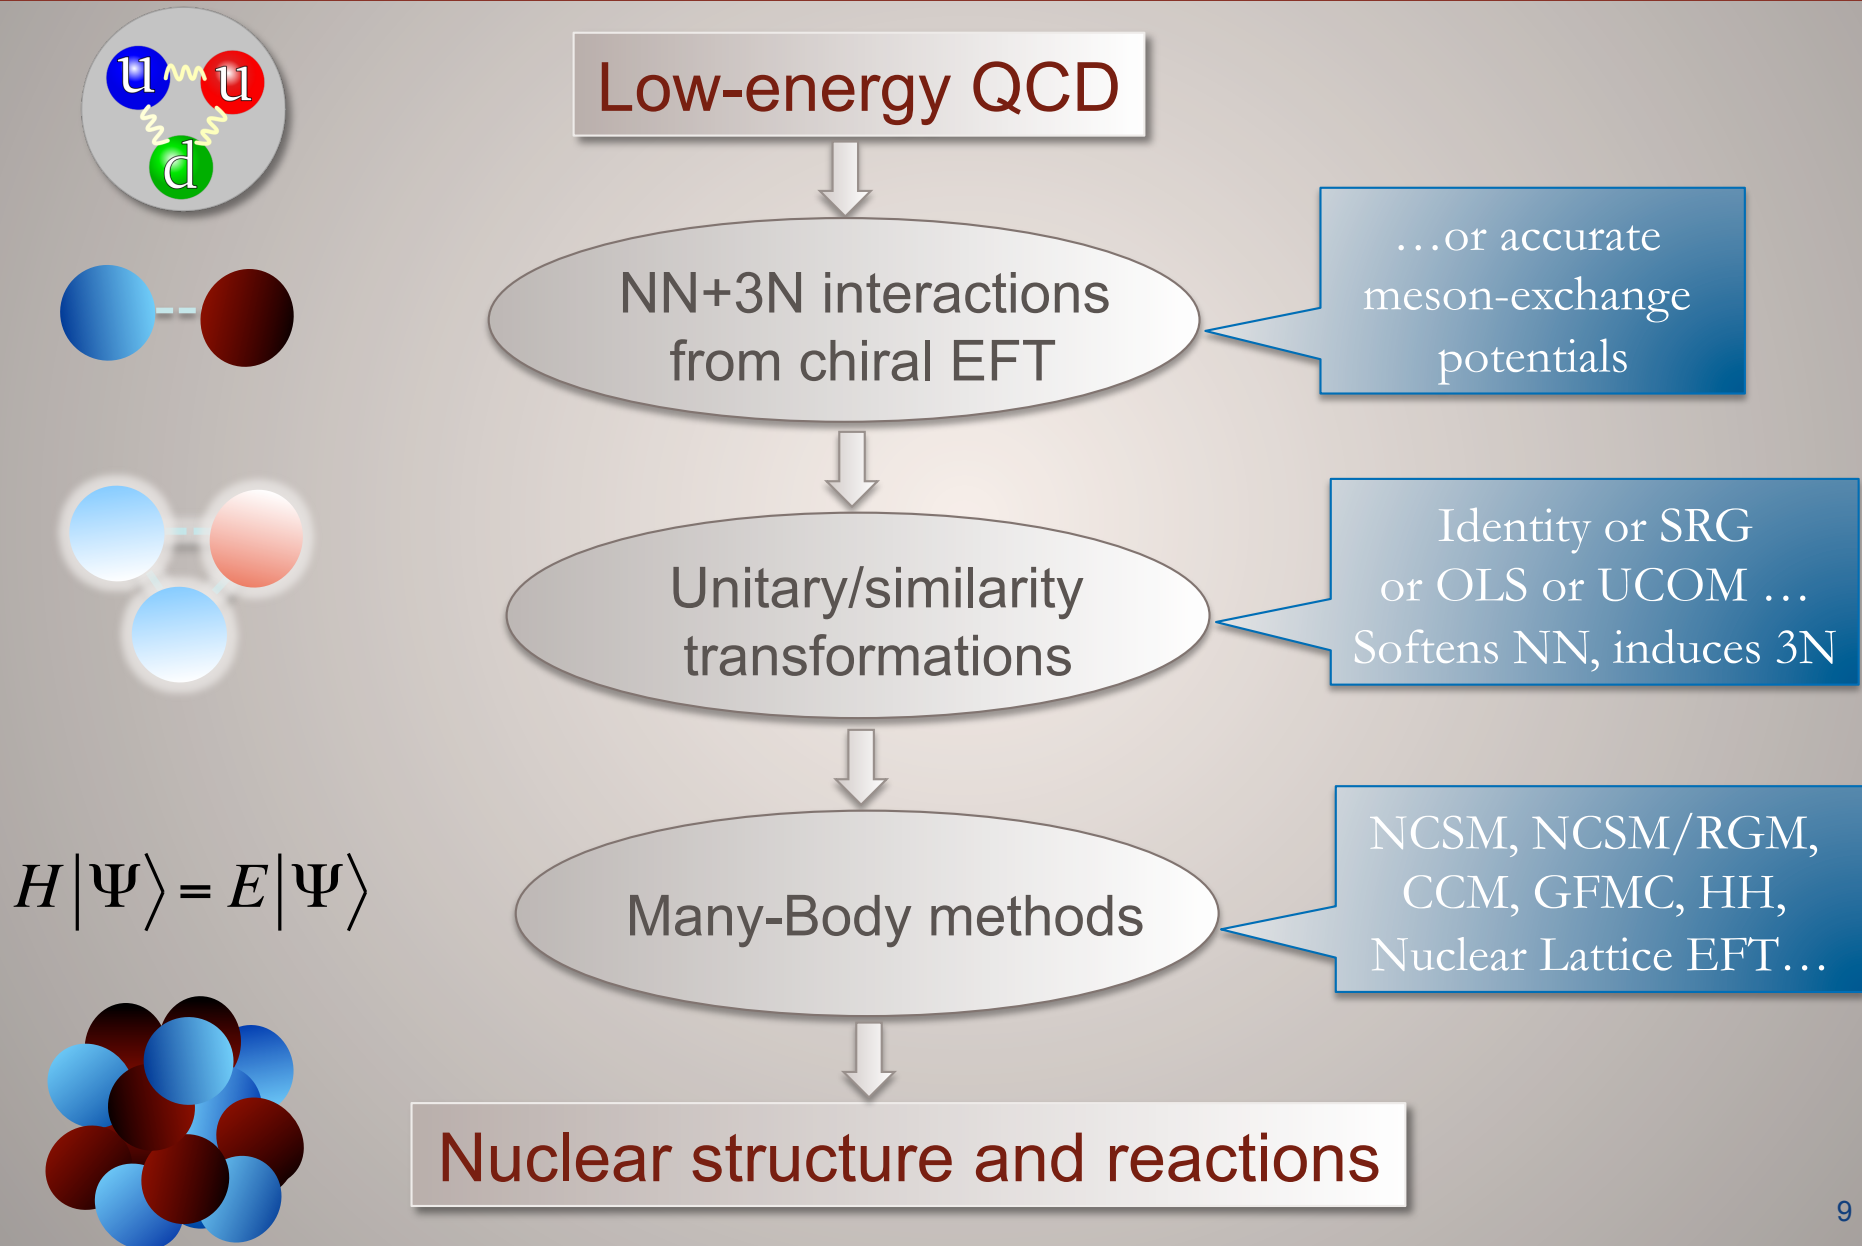 u u
d
Low-energy QCD
NN+3N interactions
from chiral EFT
…or accurate
meson-exchange
potentials
Unitary/similarity
transformations
Identity or SRG
or OLS or UCOM …
Softens NN, induces 3N
H|Ψ⟩ = E|Ψ⟩
Many-Body methods
NCSM, NCSM/RGM,
CCM, GFMC, HH,
Nuclear Lattice EFT…
Nuclear structure and reactions
9